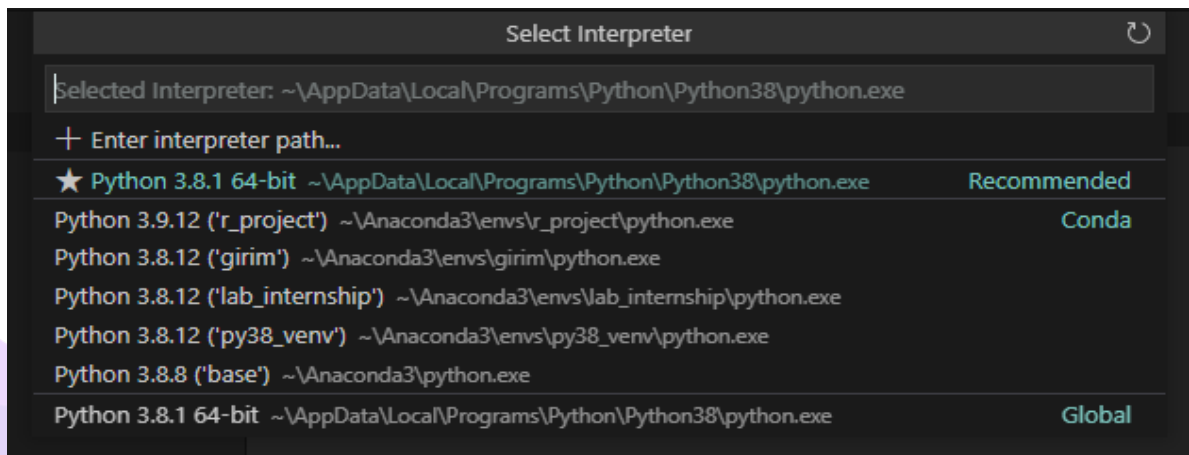 Select Interpreter
Selected Interpreter: ~\AppData\Local\Programs\Python\Python38\python.exe
+ Enter interpreter path...
★ Python 3.8.1 64-bit ~\AppData\Local\Programs\Python\Python38\python.exe Recommended
Python 3.9.12 ('r_project') ~\Anaconda3\envs\r_project\python.exe Conda
Python 3.8.12 ('girim') ~\Anaconda3\envs\girim\python.exe
Python 3.8.12 ('lab_internship') ~\Anaconda3\envs\lab_internship\python.exe
Python 3.8.12 ('py38_venv') ~\Anaconda3\envs\py38_venv\python.exe
Python 3.8.8 ('base') ~\Anaconda3\python.exe
Python 3.8.1 64-bit ~\AppData\Local\Programs\Python\Python38\python.exe Global